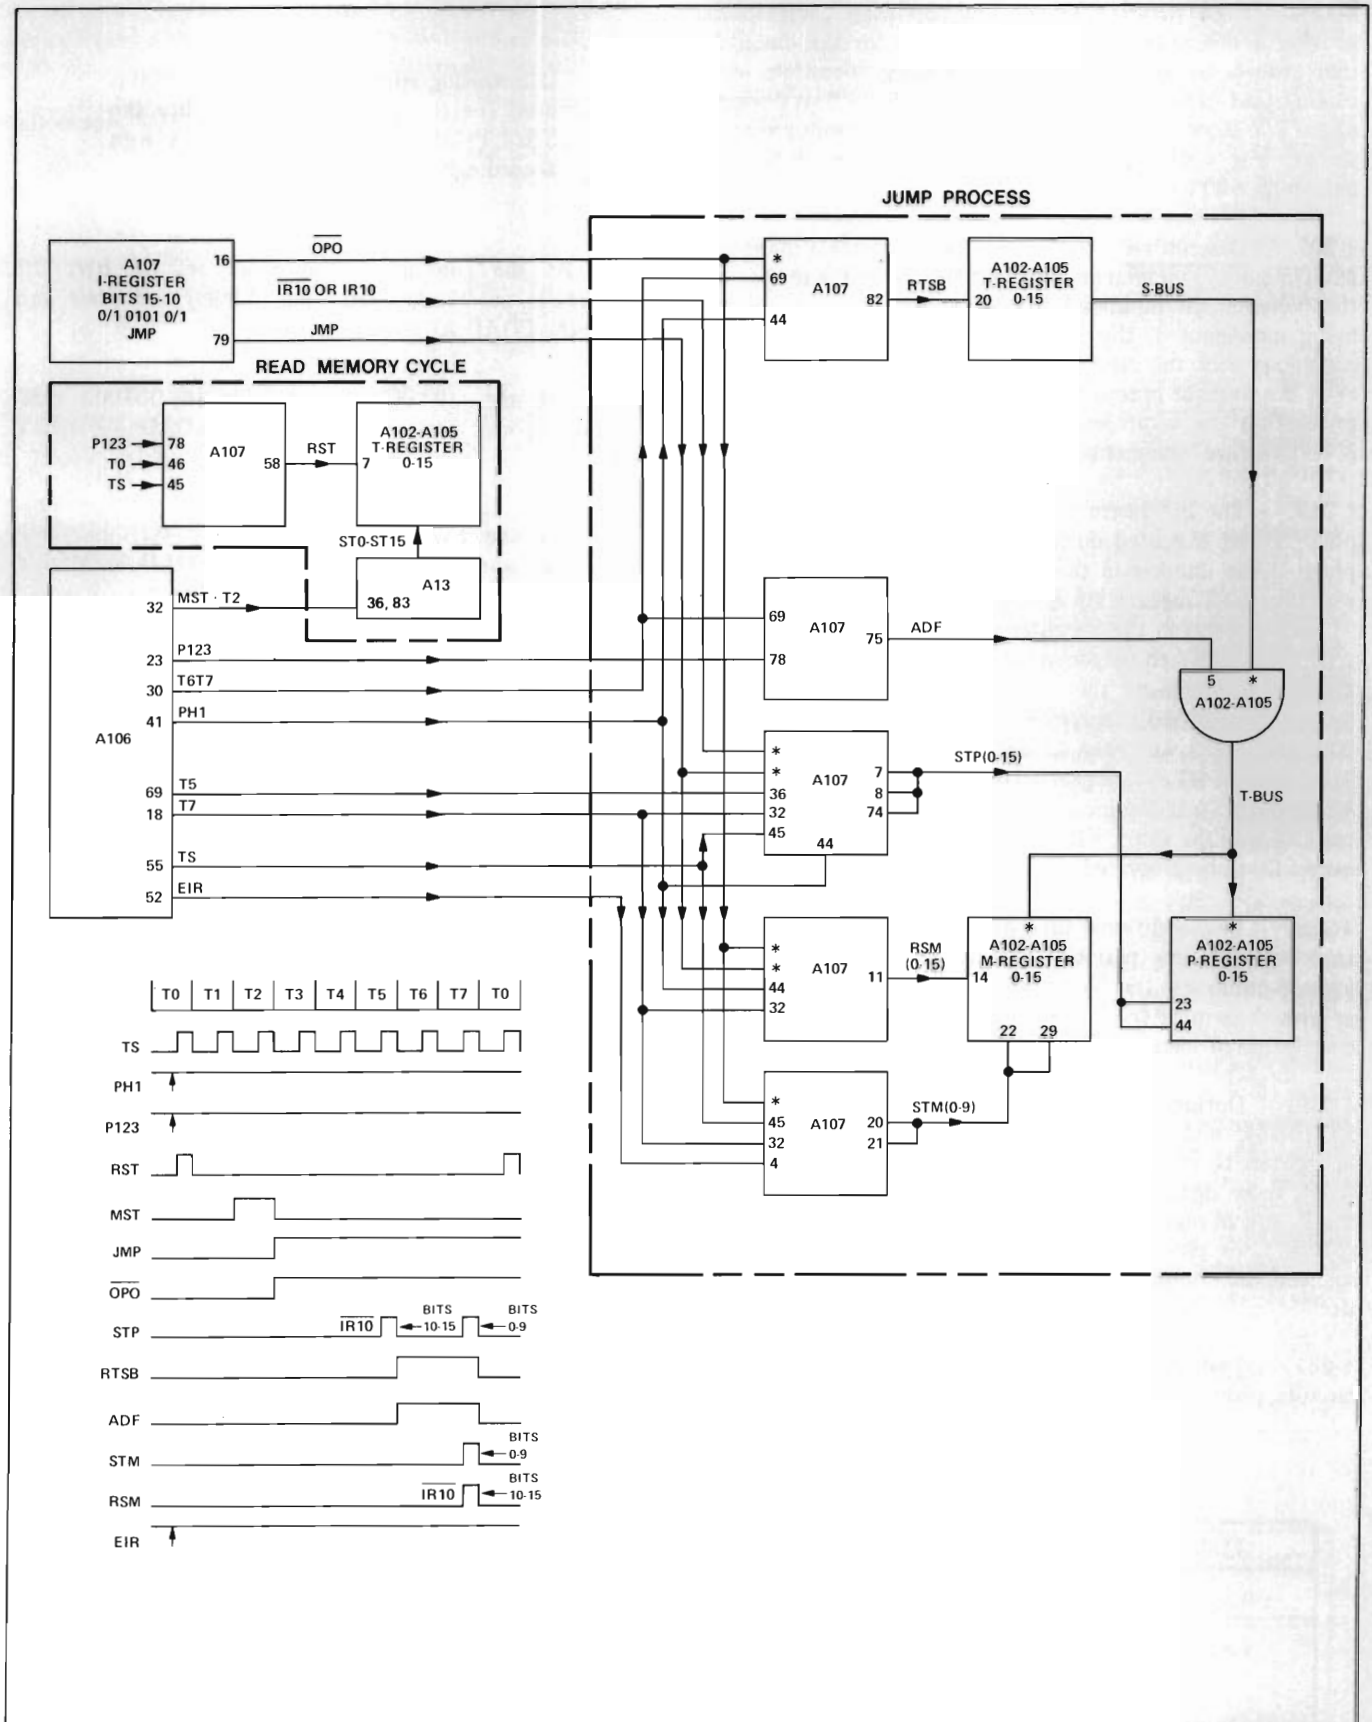 JUMP PROCESS
A107
I-REGISTER
BITS 15-10
0/1 0101 0/1
JMP
16
79
OPO
IR10 OR IR10
JMP
READ MEMORY CYCLE
P123
T0
TS
78
46
45
A107
58
RST
7
A102-A105
T-REGISTER
0-15
ST0-ST15
A13
36, 83
A106
32
MST · T2
23
P123
30
T6T7
41
PH1
69
T5
18
T7
55
TS
52
EIR
*
69
44
A107
82
RTSB
20
A102-A105
T-REGISTER
0-15
S-BUS
69
78
A107
75
ADF
5
*
A102-A105
*
*
36
32
45
44
A107
7
8
74
STP(0-15)
T-BUS
*
*
44
32
A107
11
RSM
(0-15)
*
14
A102-A105
M-REGISTER
0-15
22
29
*
A102-A105
P-REGISTER
0-15
23
44
*
45
32
4
A107
20
21
STM(0-9)
T0 T1 T2 T3 T4 T5 T6 T7 T0
TS
PH1
P123
RST
MST
JMP
OPO
STP
IR10
BITS
10-15
BITS
0-9
RTSB
ADF
STM
BITS
0-9
RSM
IR10
BITS
10-15
EIR